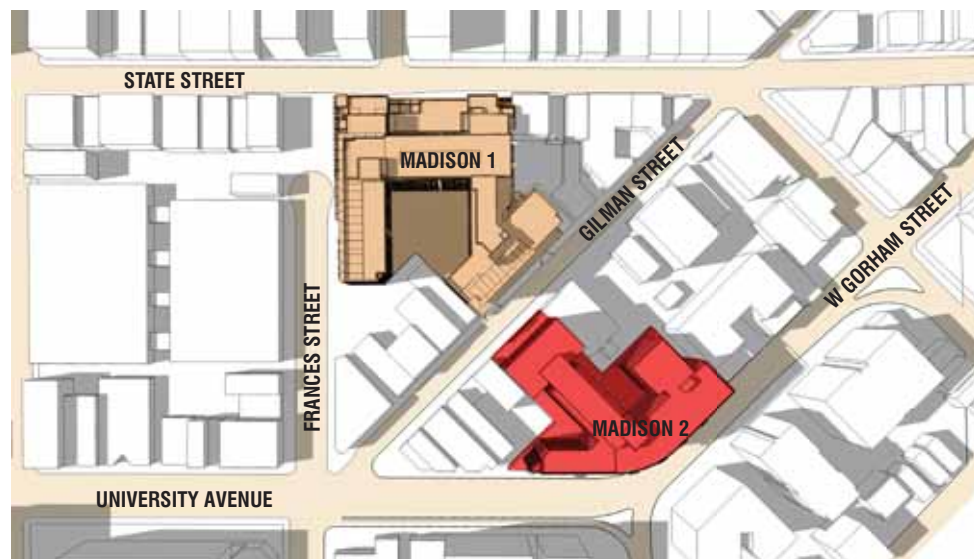 STATE STREET
MADISON 1
GILMAN STREET
W GORHAM STREET
FRANCES STREET
MADISON 2
UNIVERSITY AVENUE